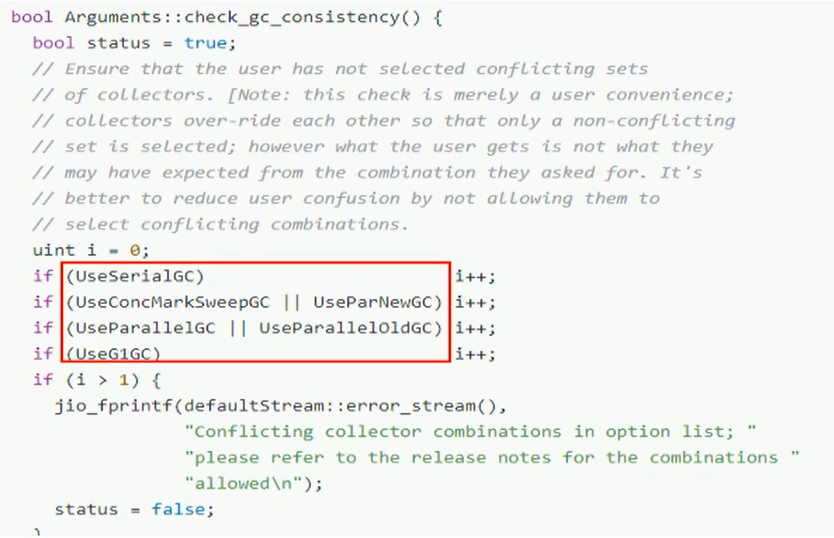 bool Arguments::check_gc_consistency() {
bool status = true;
// Ensure that the user has not selected conflicting sets
// of collectors. [Note: this check is merely a user convenience;
// collectors over-ride each other so that only a non-conflicting
// set is selected; however what the user gets is not what they
// may have expected from the combination they asked for. It's
// better to reduce user confusion by not allowing them to
// select conflicting combinations.
uint i = 0;
if (UseSerialGC) i++;
if (UseConcMarkSweepGC || UseParNewGC) i++;
if (UseParallelGC || UseParallelOldGC) i++;
if (UseG1GC) i++;
if (i > 1) {
jio_fprintf(defaultStream::error_stream(),
"Conflicting collector combinations in option list; "
"please refer to the release notes for the combinations "
"allowed\n");
status = false;
}